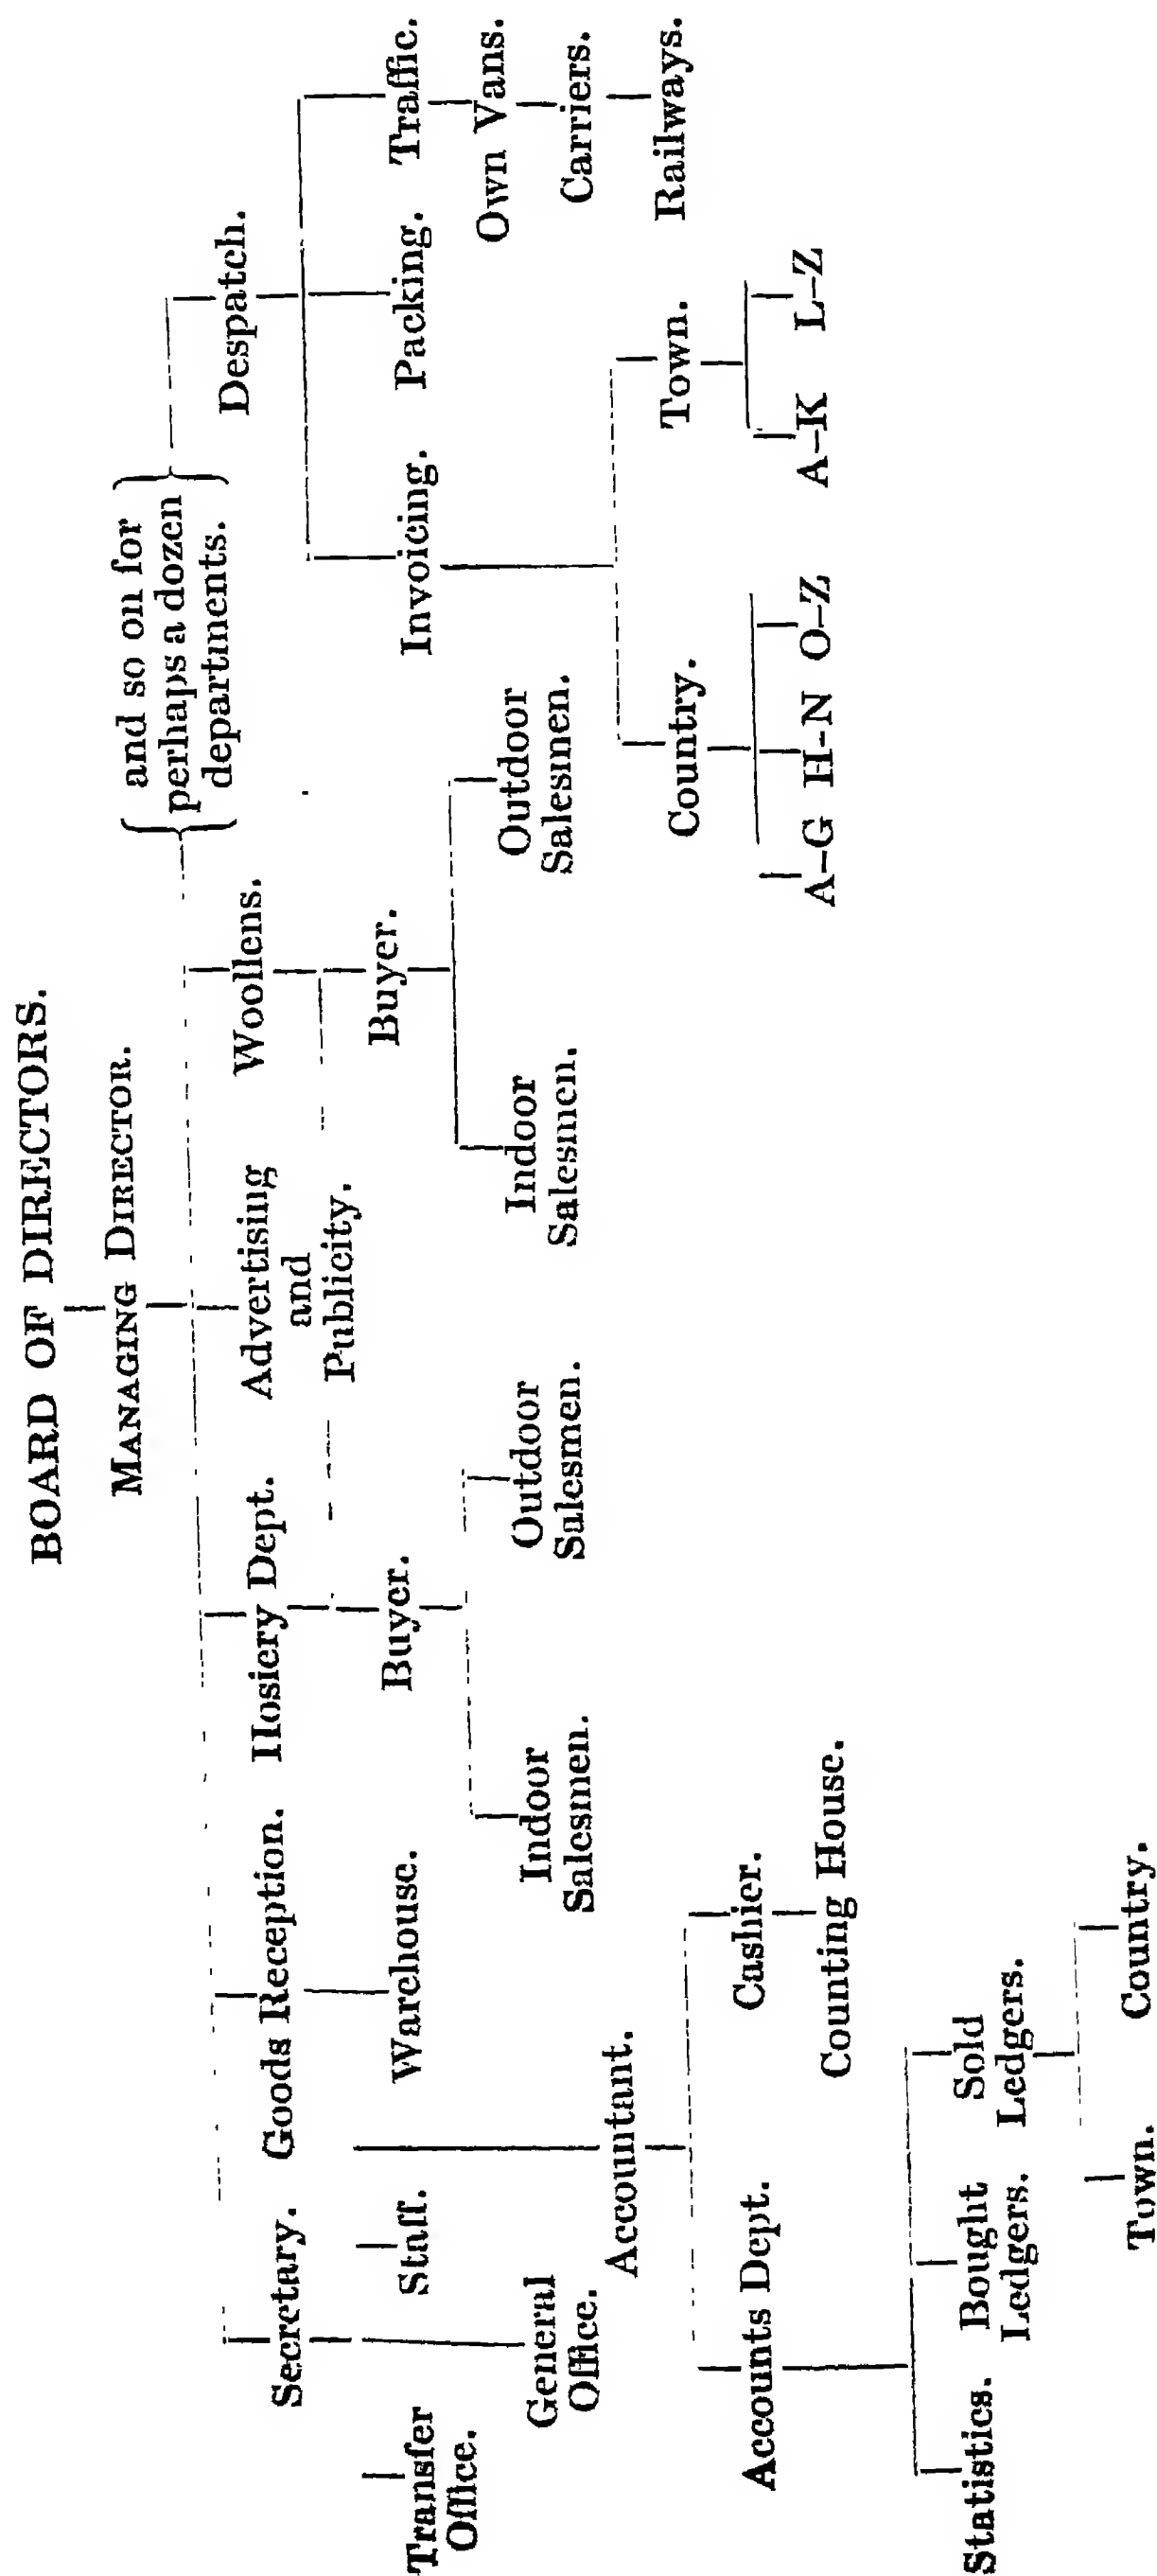 BOARD OF DIRECTORS.
MANAGING DIRECTOR.
Secretary.
Goods Reception.
Hosiery Dept.
Advertising
and
Publicity.
Woollens.
and so on for
perhaps a dozen
departments.
Despatch.
Transfer
Office.
Staff.
Warehouse.
Buyer.
Buyer.
Invoicing.
Packing.
Traffic.
General
Office.
Indoor
Salesmen.
Outdoor
Salesmen.
Indoor
Salesmen.
Outdoor
Salesmen.
Own Vans.
Carriers.
Accountant.
Country.
Town.
Railways.
Accounts Dept.
Cashier.
A–G H–N O–Z
A–K L–Z
Counting House.
Statistics.
Bought
Ledgers.
Sold
Ledgers.
Town.
Country.